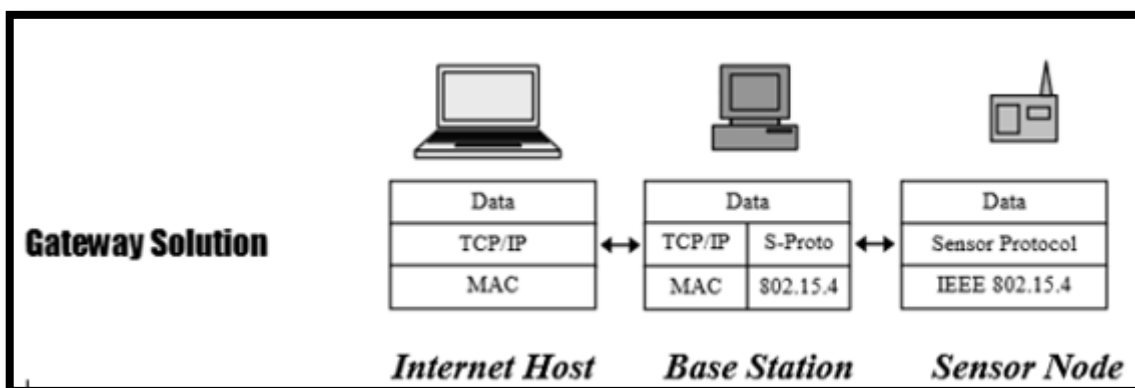 Gateway Solution
Data
TCP/IP
MAC
Internet Host
Data
TCP/IP S-Proto
MAC 802.15.4
Base Station
Data
Sensor Protocol
IEEE 802.15.4
Sensor Node